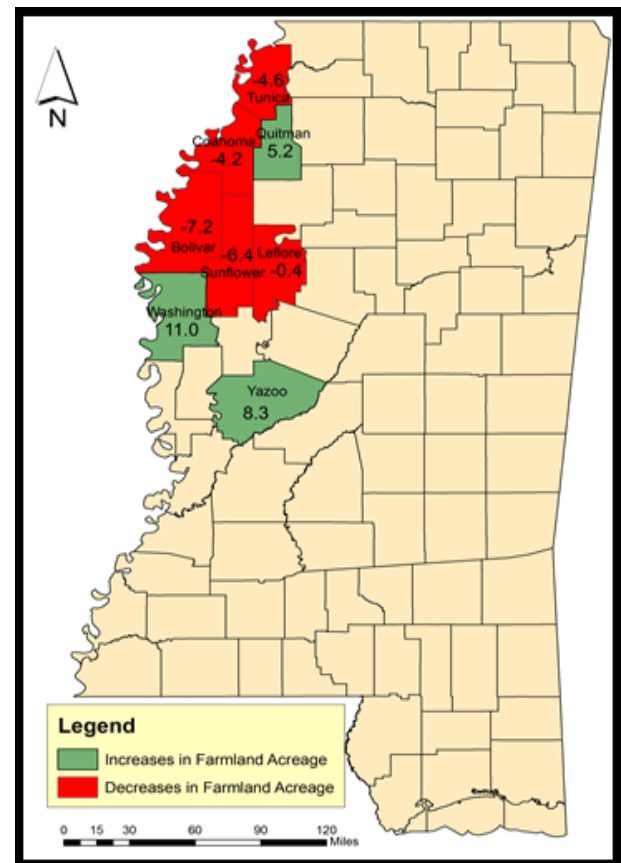 -4.6
Tunica
N
Quitman
5.2
Coahoma
-4.2
-7.2
Bolivar
-6.4
Sunflower
Leflore
-0.4
Washington
11.0
Yazoo
8.3
Legend
Increases in Farmland Acreage
Decreases in Farmland Acreage
0 15 30 60 90 120
Miles